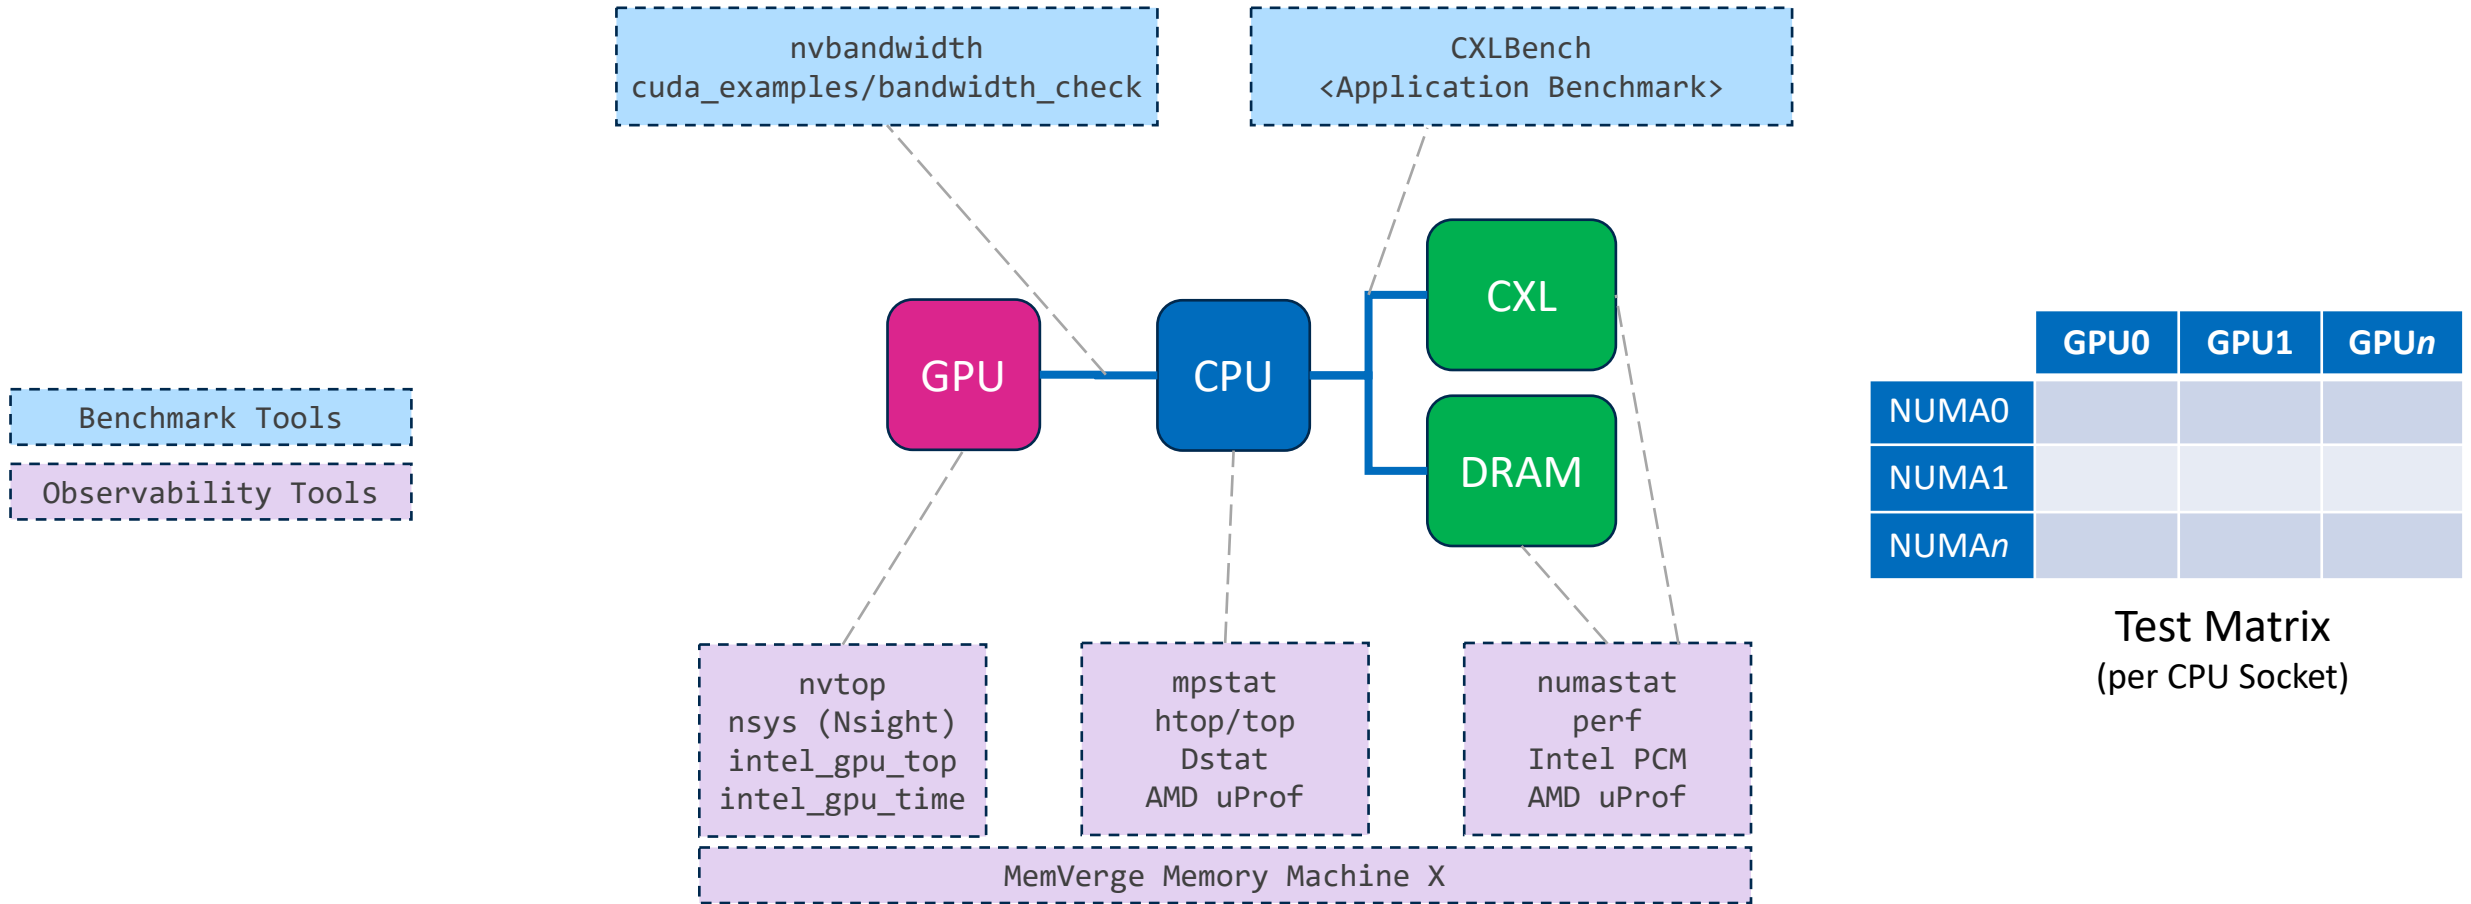 nvbandwidth
cuda_examples/bandwidth_check
CXLBench
<Application Benchmark>
Benchmark Tools
Observability Tools
GPU
CPU
CXL
DRAM
GPU0 GPU1 GPUn
NUMA0
NUMA1
NUMAn
Test Matrix
(per CPU Socket)
nvtop
nsys (Nsight)
intel_gpu_top
intel_gpu_time
mpstat
htop/top
Dstat
AMD uProf
numastat
perf
Intel PCM
AMD uProf
MemVerge Memory Machine X